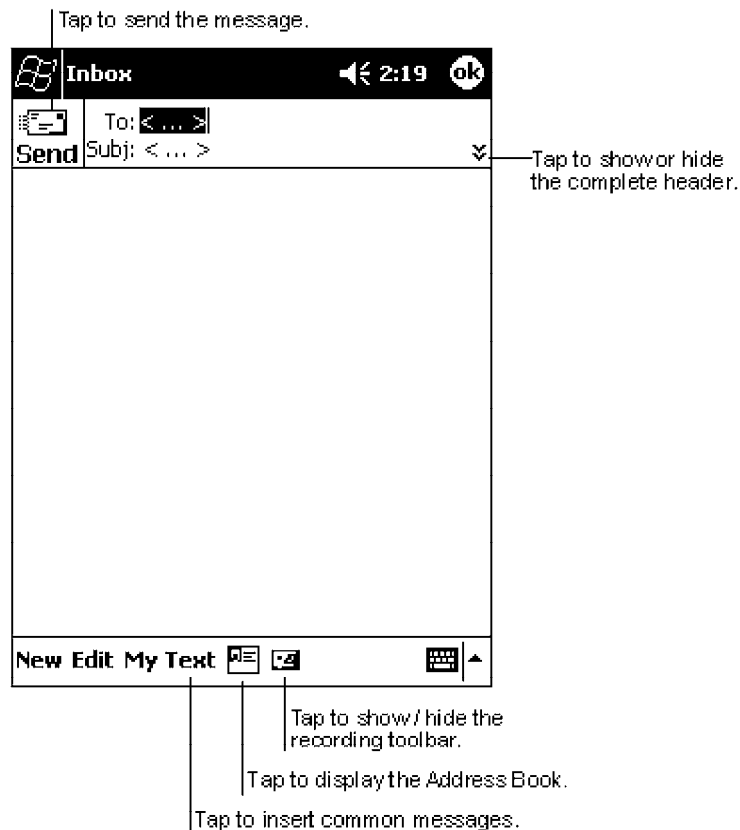 Tap to send the message.
Inbox 2:19 ok
To: < ... >
Send Subj: < ... >
Tap to show or hide
the complete header.
New Edit My Text
Tap to show / hide the
recording toolbar.
Tap to display the Address Book.
Tap to insert common messages.